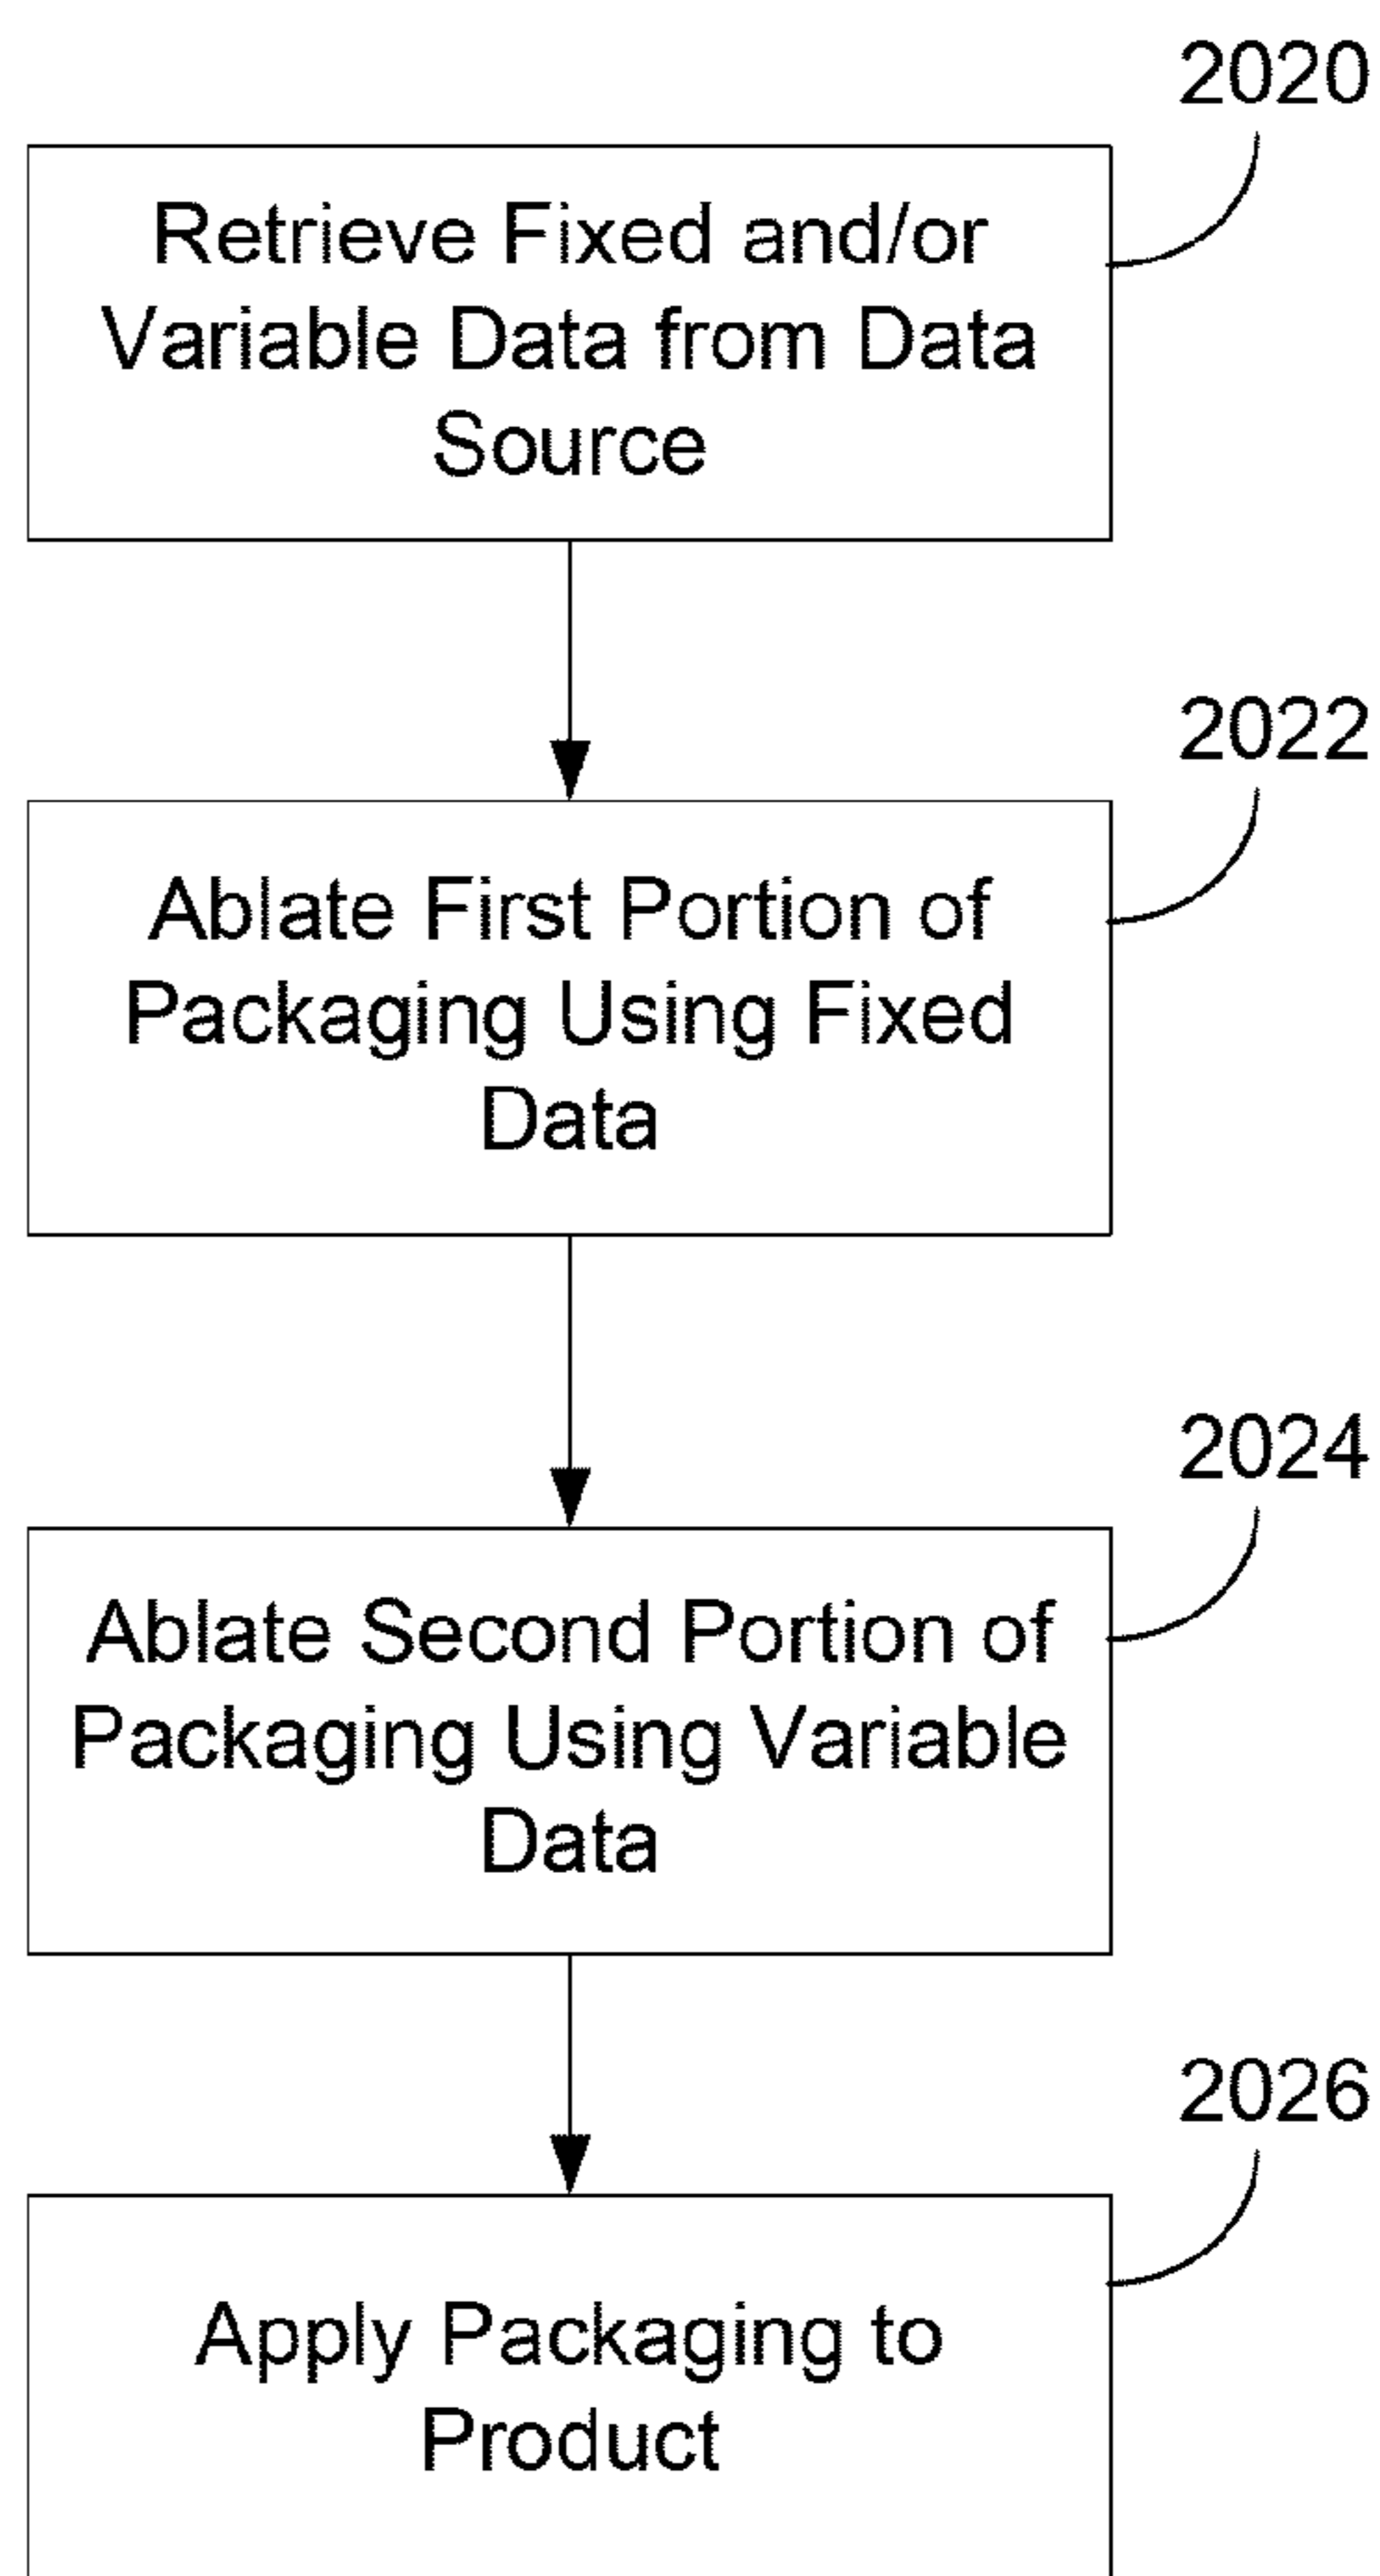 2020
Retrieve Fixed and/or
Variable Data from Data
Source
2022
Ablate First Portion of
Packaging Using Fixed
Data
2024
Ablate Second Portion of
Packaging Using Variable
Data
2026
Apply Packaging to
Product